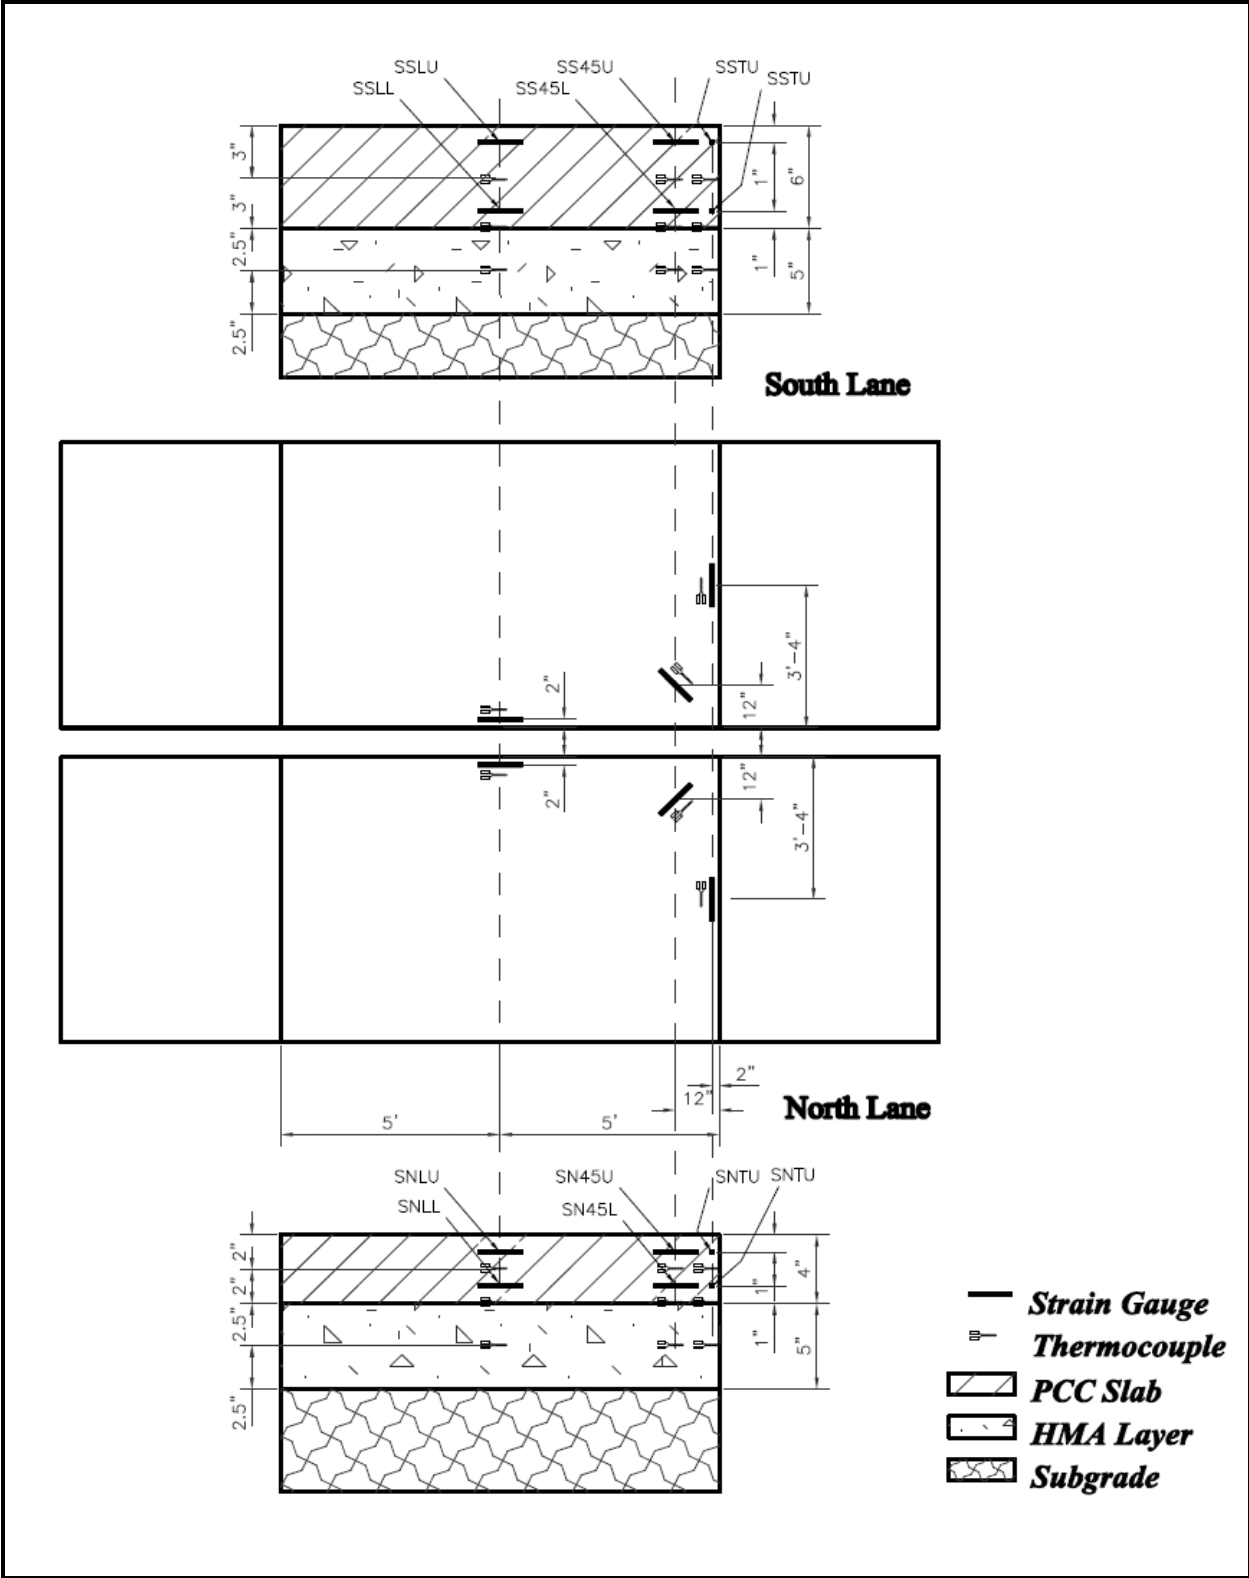 SSLU
SS45U
SSTU
SSTU
SSLL
SS45L
3"
3"
2.5"
2.5"
1"
6"
1"
5"
South Lane
2"
12"
3'-4"
2"
12"
3'-4"
2"
12"
North Lane
5'
5'
SNLU
SN45U
SNTU
SNTU
SNLL
SN45L
2"
2"
2.5"
2.5"
1"
4"
1"
5"
Strain Gauge
Thermocouple
PCC Slab
HMA Layer
Subgrade